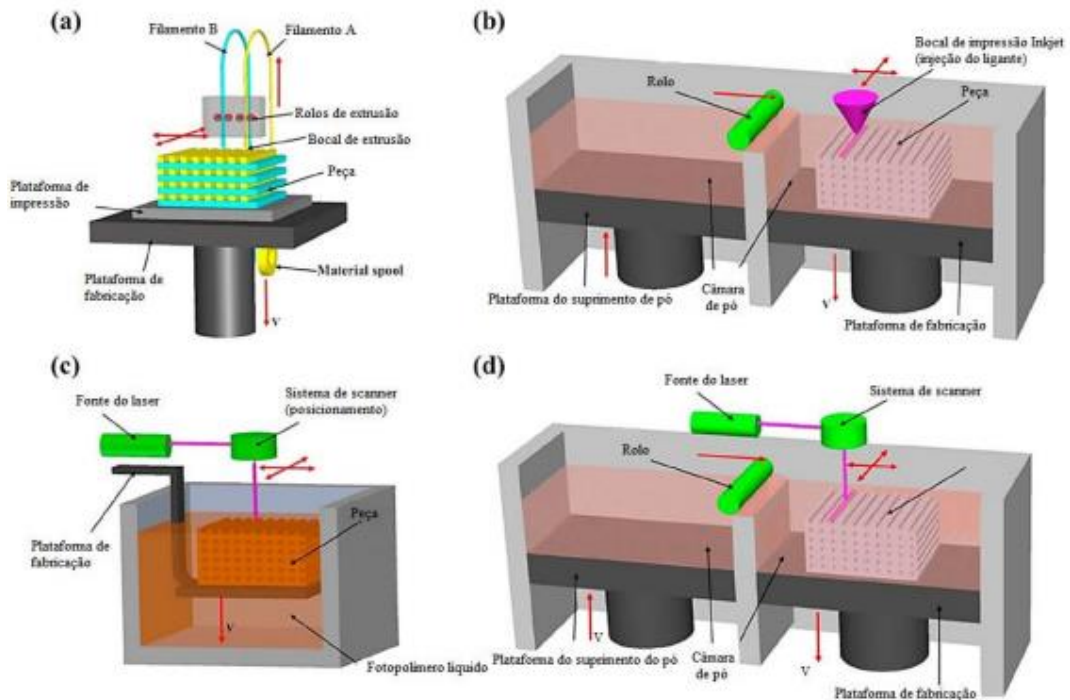 (a)
Filamento B
Filamento A
Rolos de extrusão
Bocal de extrusão
Peça
Plataforma de
impressão
Plataforma de
fabricação
Material spool
V
(b)
Bocal de impressão Inkjet
(injeção do ligante)
Rolo
Peça
Plataforma do suprimento de pó
Câmara
de pó
V
Plataforma de fabricação
(c)
Fonte do laser
Sistema de scanner
(posicionamento)
Peça
Plataforma de
fabricação
V
Fotopolímero líquido
(d)
Fonte do laser
Sistema de scanner
Rolo
V
Plataforma do suprimento do pó
Câmara
de pó
V
Plataforma de fabricação